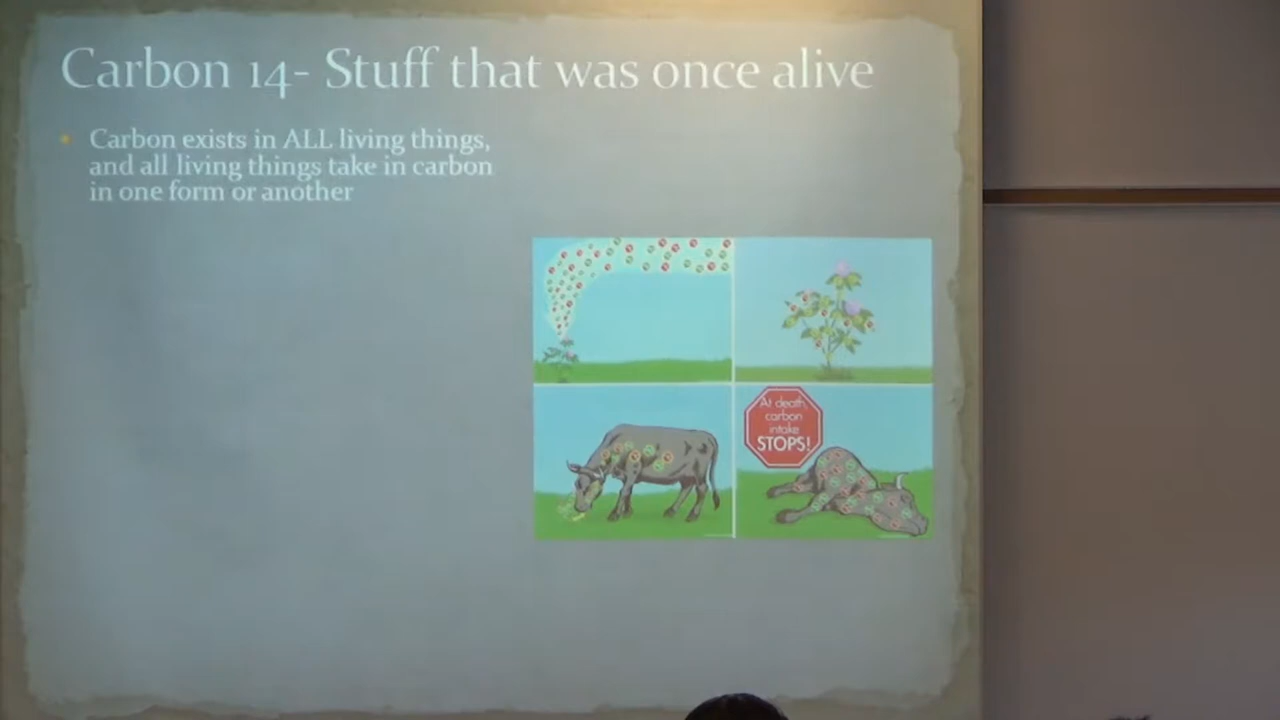 Carbon 14- Stuff that was once alive
Carbon exists in ALL living things,
and all living things take in carbon
in one form or another
At death,
carbon
intake
STOPS!